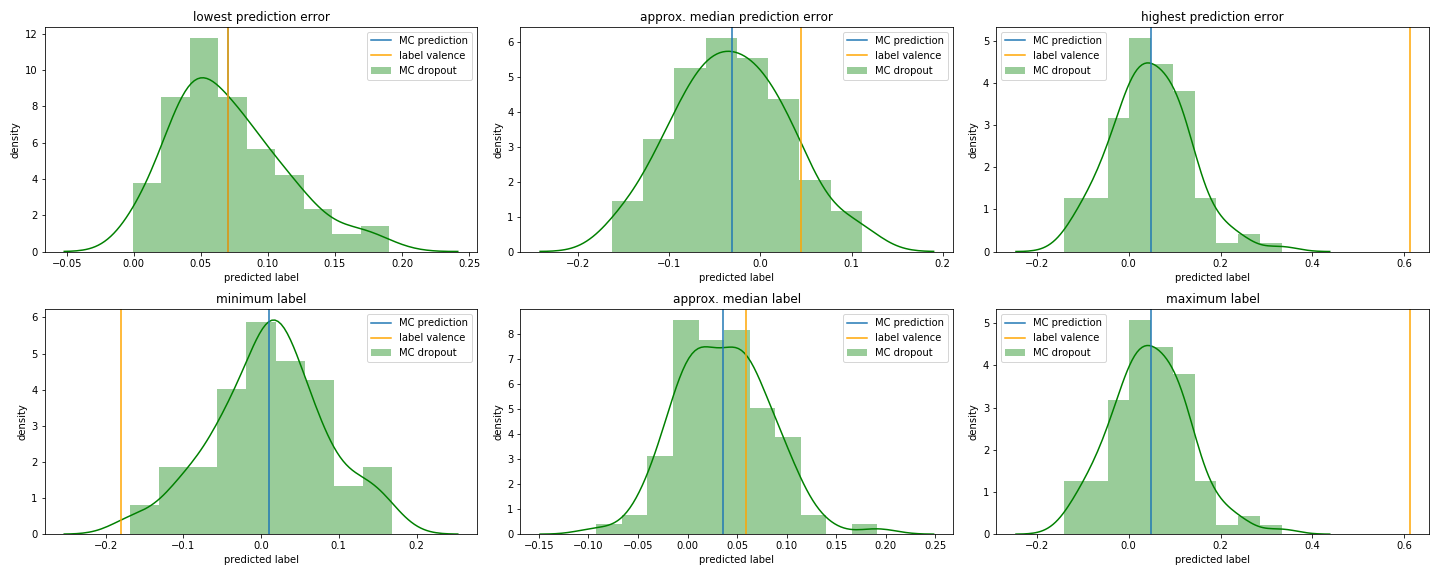 lowest prediction error
MC prediction
label valence
MC dropout
density
12
10
8
6
4
2
0
−0.05 0.00 0.05 0.10 0.15 0.20 0.25
predicted label
approx. median prediction error
MC prediction
label valence
MC dropout
density
6
5
4
3
2
1
0
−0.2 −0.1 0.0 0.1 0.2
predicted label
highest prediction error
MC prediction
label valence
MC dropout
density
5
4
3
2
1
0
−0.2 0.0 0.2 0.4 0.6
predicted label
minimum label
MC prediction
label valence
MC dropout
density
6
5
4
3
2
1
0
−0.2 −0.1 0.0 0.1 0.2
predicted label
approx. median label
MC prediction
label valence
MC dropout
density
8
7
6
5
4
3
2
1
0
−0.15 −0.10 −0.05 0.00 0.05 0.10 0.15 0.20 0.25
predicted label
maximum label
MC prediction
label valence
MC dropout
density
5
4
3
2
1
0
−0.2 0.0 0.2 0.4 0.6
predicted label